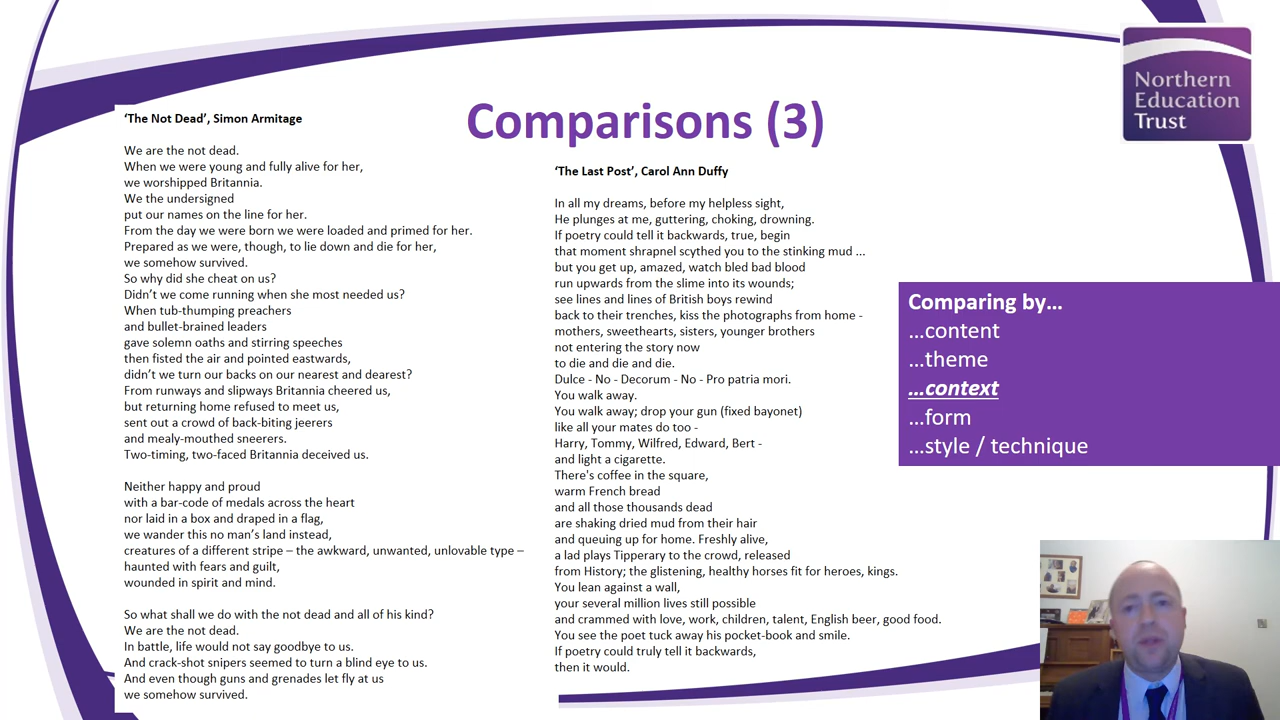 Northern
Education
Trust
Comparisons (3)
‘The Not Dead’, Simon Armitage
We are the not dead.
When we were young and fully alive for her,
we worshipped Britannia.
We the undersigned
put our names on the line for her.
From the day we were born we were loaded and primed for her.
Prepared as we were, though, to lie down and die for her,
we somehow survived.
So why did she cheat on us?
Didn’t we come running when she most needed us?
When tub-thumping preachers
and bullet-brained leaders
gave solemn oaths and stirring speeches
then fisted the air and pointed eastwards,
didn’t we turn our backs on our nearest and dearest?
From runways and slipways Britannia cheered us,
but returning home refused to meet us,
sent out a crowd of back-biting jeerers
and mealy-mouthed sneerers.
Two-timing, two-faced Britannia deceived us.
Neither happy and proud
with a bar-code of medals across the heart
nor laid in a box and draped in a flag,
we wander this no man’s land instead,
creatures of a different stripe – the awkward, unwanted, unlovable type –
haunted with fears and guilt,
wounded in spirit and mind.
So what shall we do with the not dead and all of his kind?
We are the not dead.
In battle, life would not say goodbye to us.
And crack-shot snipers seemed to turn a blind eye to us.
And even though guns and grenades let fly at us
we somehow survived.
‘The Last Post’, Carol Ann Duffy
In all my dreams, before my helpless sight,
He plunges at me, guttering, choking, drowning.
If poetry could tell it backwards, true, begin
that moment shrapnel scythed you to the stinking mud ...
but you get up, amazed, watch bled bad blood
run upwards from the slime into its wounds;
see lines and lines of British boys rewind
back to their trenches, kiss the photographs from home -
mothers, sweethearts, sisters, younger brothers
not entering the story now
to die and die and die.
Dulce - No - Decorum - No - Pro patria mori.
You walk away.
You walk away; drop your gun (fixed bayonet)
like all your mates do too -
Harry, Tommy, Wilfred, Edward, Bert -
and light a cigarette.
There's coffee in the square,
warm French bread
and all those thousands dead
are shaking dried mud from their hair
and queuing up for home. Freshly alive,
a lad plays Tipperary to the crowd, released
from History; the glistening, healthy horses fit for heroes, kings.
You lean against a wall,
your several million lives still possible
and crammed with love, work, children, talent, English beer, good food.
You see the poet tuck away his pocket-book and smile.
If poetry could truly tell it backwards,
then it would.
Comparing by...
...content
...theme
...context
...form
...style / technique